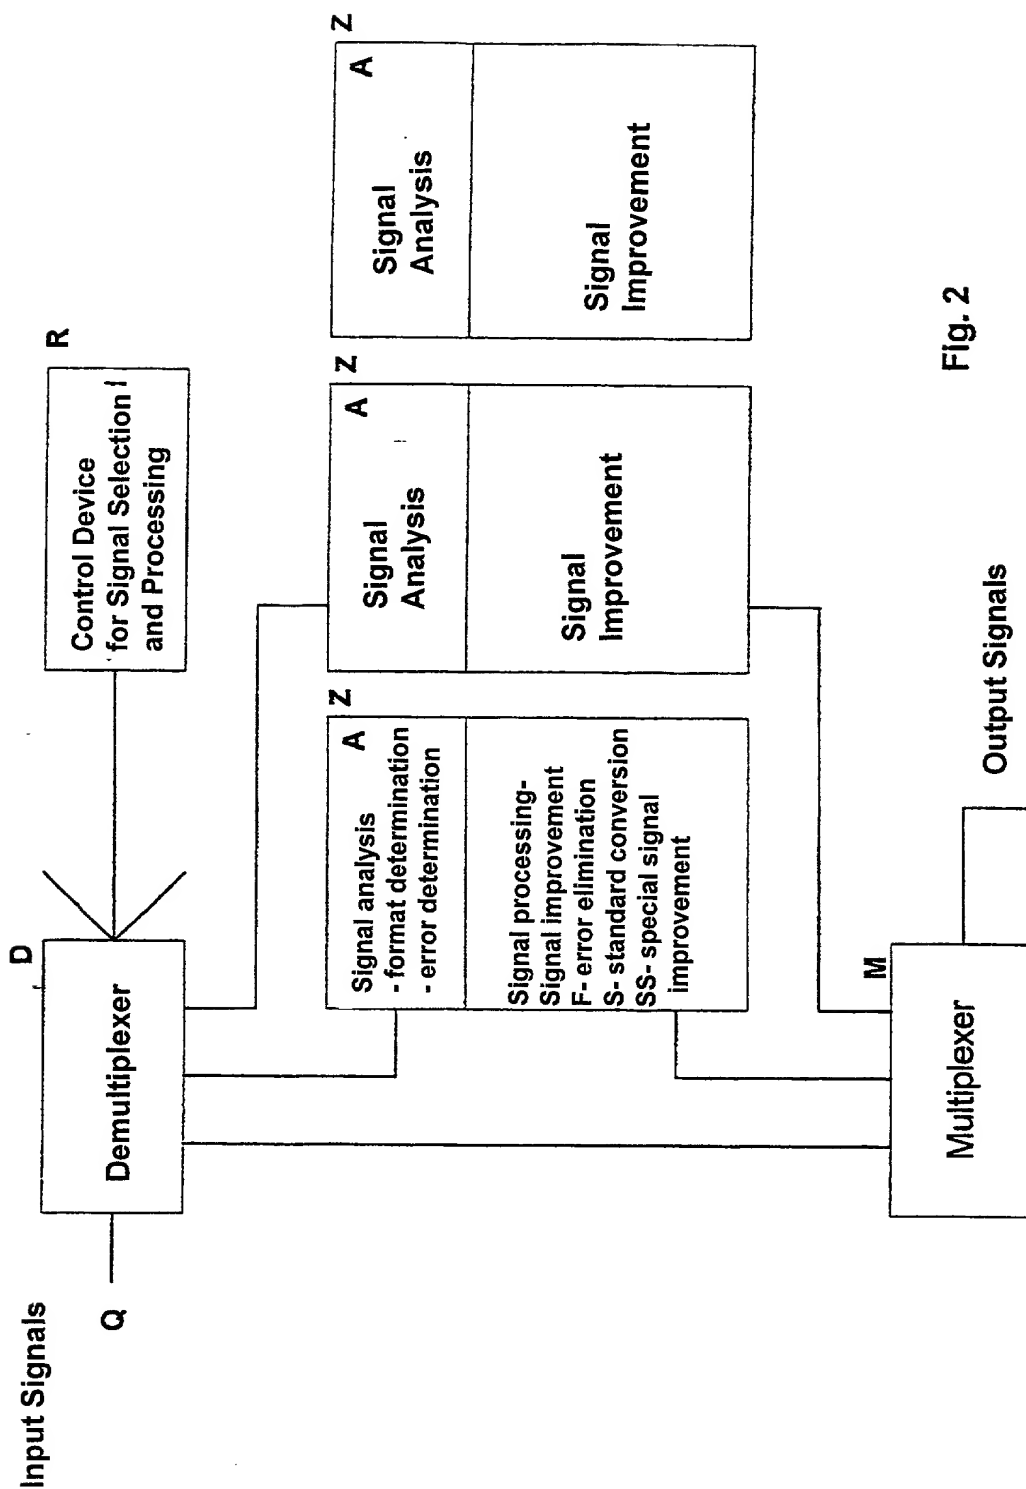 Input Signals
Q
D
Demultiplexer
Control Device
for Signal Selection
and Processing
R
Z
A
Signal analysis
- format determination
- error determination
Signal processing-
Signal improvement
F- error elimination
S- standard conversion
SS- special signal
improvement
Z
A
Signal
Analysis
Signal
Improvement
Z
A
Signal
Analysis
Signal
Improvement
M
Multiplexer
Output Signals
Fig. 2